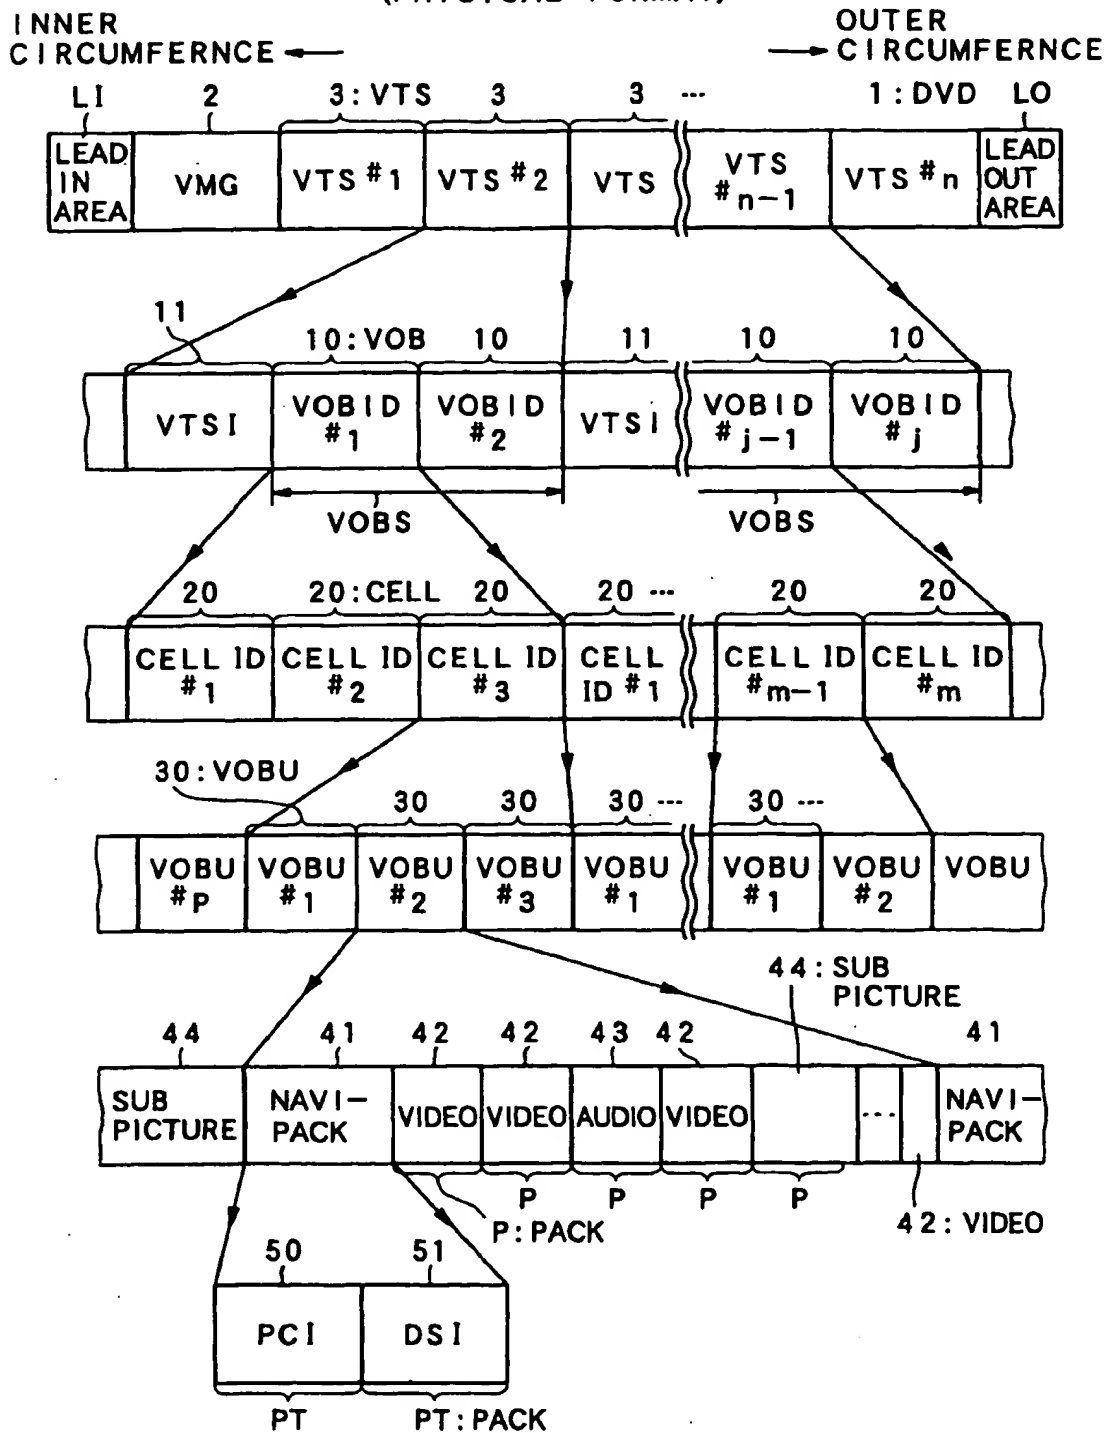 INNER
CIRCUMFERNCE
OUTER
CIRCUMFERNCE
LI 2 3:VTS 3 3 ... 1:DVD LO
LEAD
IN
AREA
VMG
VTS #1
VTS #2
VTS
VTS
#n-1
VTS #n
LEAD
OUT
AREA
11 10:VOB 10 11 10 10
VTSI
VOBID
#1
VOBID
#2
VTSI
VOBID
#j-1
VOBID
#j
VOBS VOBS
20 20:CELL 20 20 ... 20 20
CELL ID
#1
CELL ID
#2
CELL ID
#3
CELL
ID #1
CELL ID
#m-1
CELL ID
#m
30:VOBU
30 30 30 ... 30 ...
VOBU
#P
VOBU
#1
VOBU
#2
VOBU
#3
VOBU
#1
VOBU
#1
VOBU
#2
VOBU
44:SUB
PICTURE
44 41 42 42 43 42 41
SUB
PICTURE
NAVI-
PACK
VIDEO
VIDEO
AUDIO
VIDEO
...
NAVI-
PACK
P P P P
P:PACK
42:VIDEO
50 51
PCI DSI
PT PT:PACK